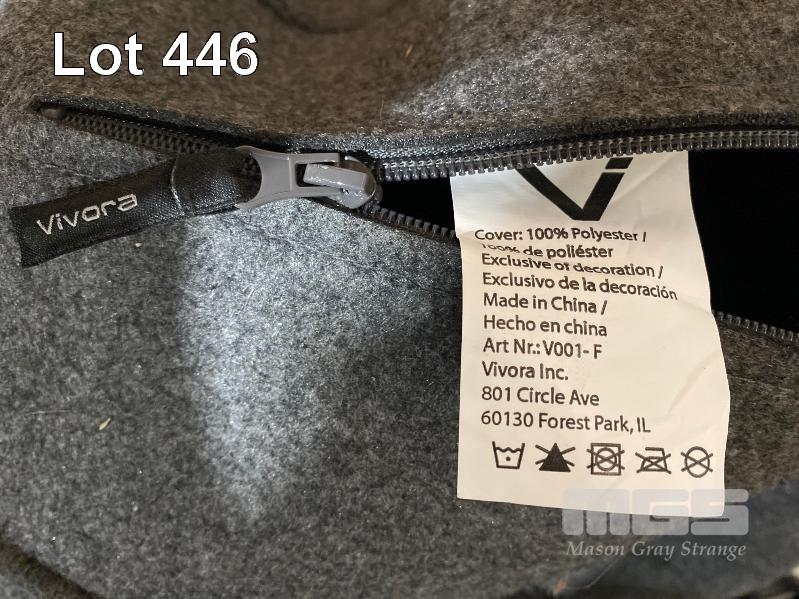 Lot 446
Vivora
Vi
Cover: 100% Polyester /
100% de poliéster
Exclusive of decoration /
Exclusivo de la decoración
Made in China /
Hecho en china
Art Nr.: V001- F
Vivora Inc.
801 Circle Ave
60130 Forest Park, IL
MGS
Mason Gray Strange